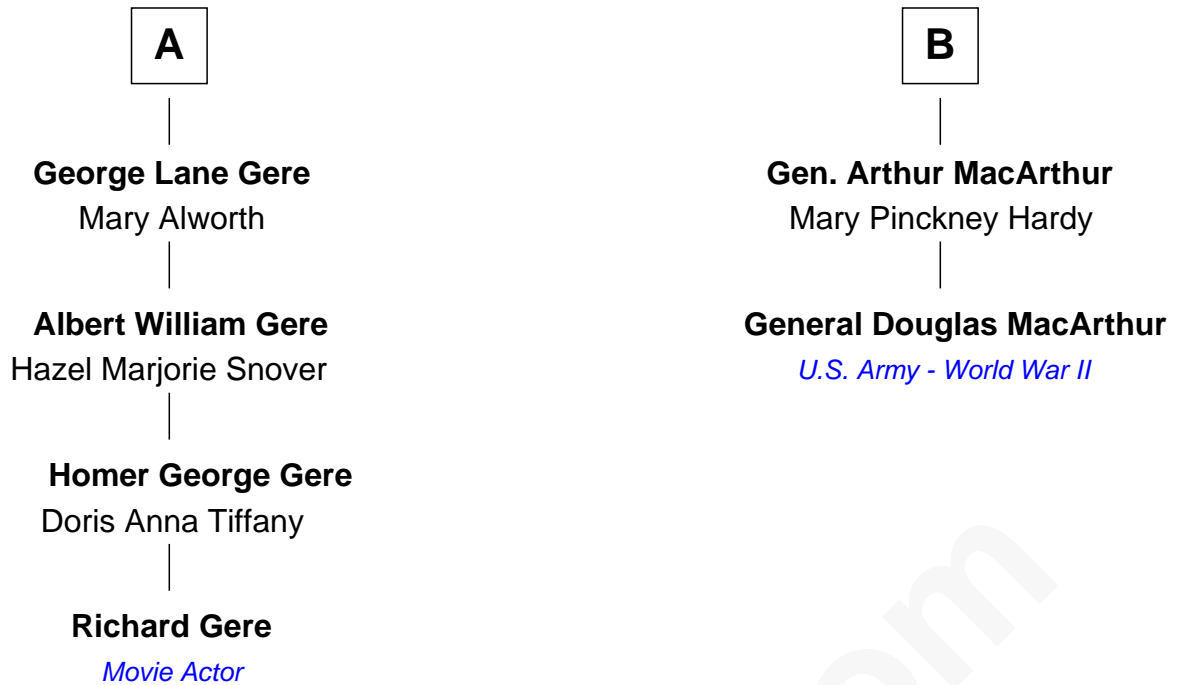 A
George Lane Gere
Mary Alworth
Albert William Gere
Hazel Marjorie Snover
Homer George Gere
Doris Anna Tiffany
Richard Gere
Movie Actor
B
Gen. Arthur MacArthur
Mary Pinckney Hardy
General Douglas MacArthur
U.S. Army - World War II
om